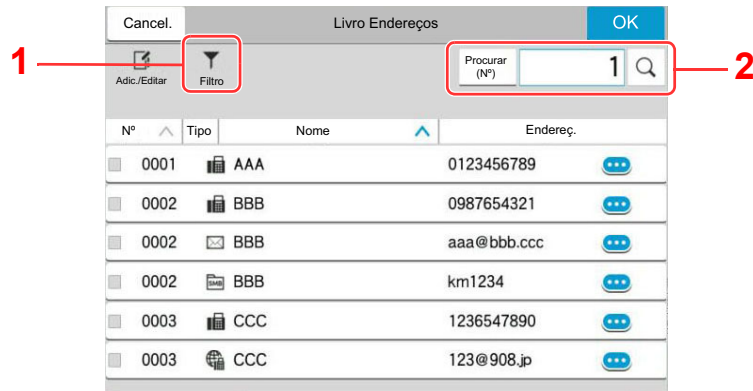 Cancel. Livro Endereços OK
1 Adic./Editar Filtro Procurar (Nº) 1 2
Nº Tipo Nome Endereç.
0001 AAA 0123456789
0002 BBB 0987654321
0002 BBB aaa@bbb.ccc
0002 SMB BBB km1234
0003 CCC 1236547890
0003 CCC 123@908.jp